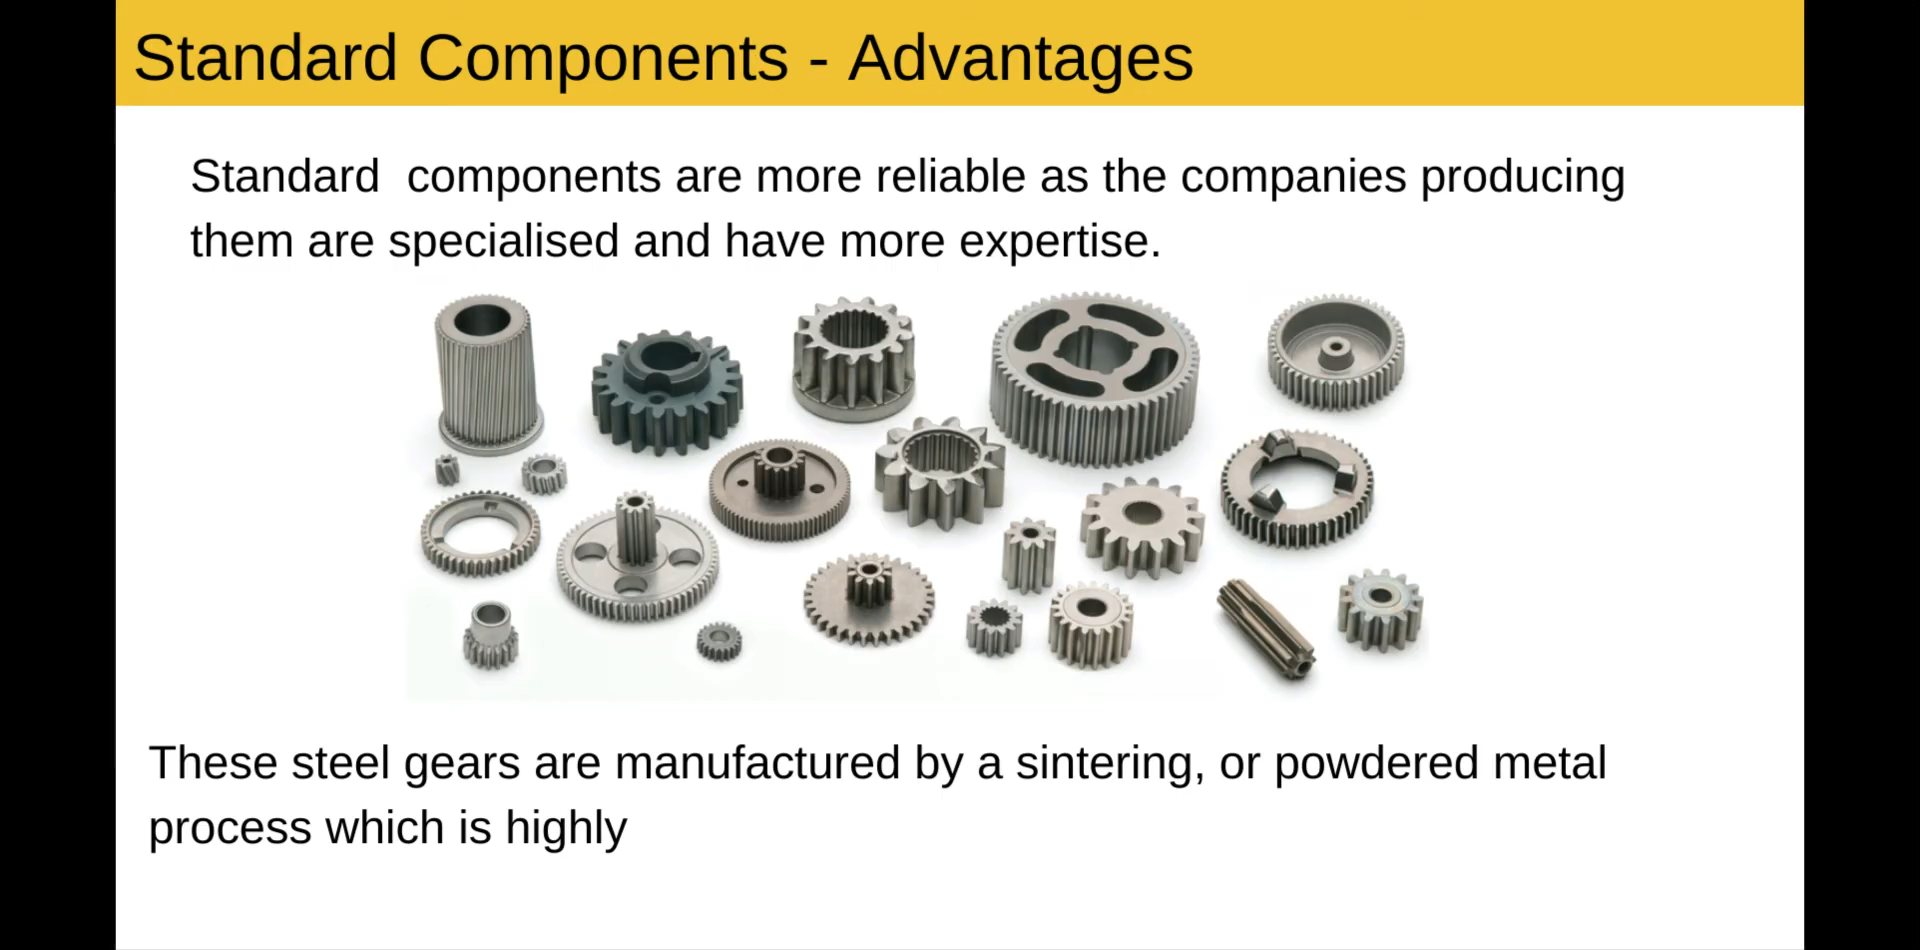 Standard Components - Advantages
Standard  components are more reliable as the companies producing
them are specialised and have more expertise.
These steel gears are manufactured by a sintering, or powdered metal
process which is highly